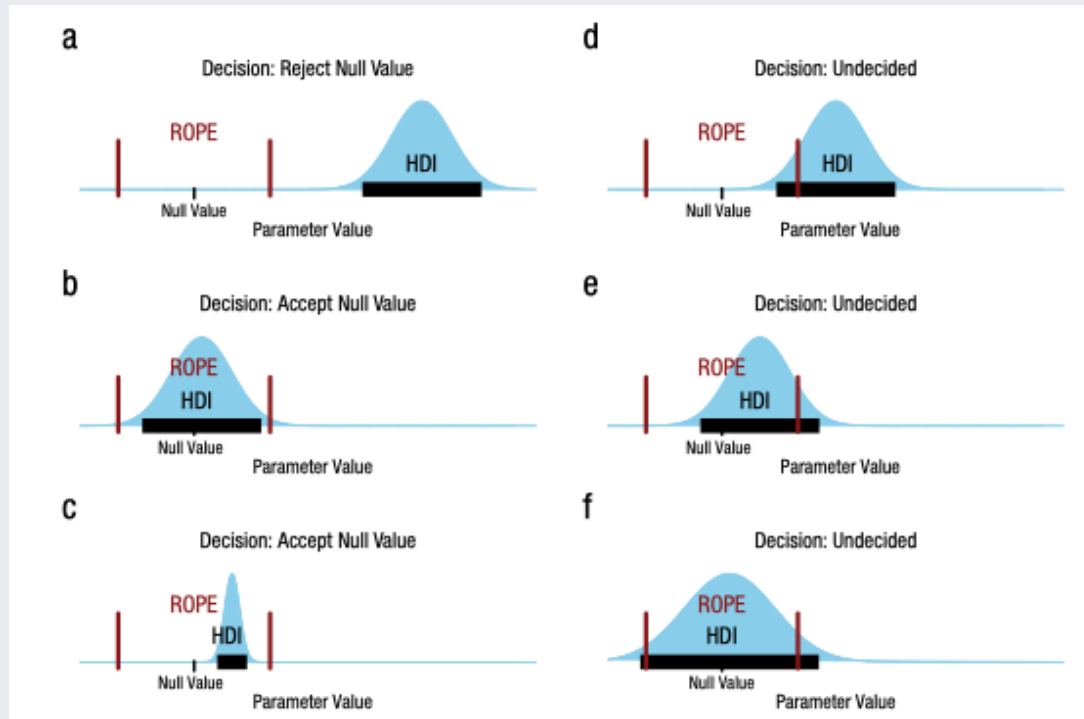 a
Decision: Reject Null Value
ROPE
HDI
Null Value
Parameter Value
b
Decision: Accept Null Value
ROPE
HDI
Null Value
Parameter Value
c
Decision: Accept Null Value
ROPE
HDI
Null Value
Parameter Value
d
Decision: Undecided
ROPE
HDI
Null Value
Parameter Value
e
Decision: Undecided
ROPE
HDI
Null Value
Parameter Value
f
Decision: Undecided
ROPE
HDI
Null Value
Parameter Value